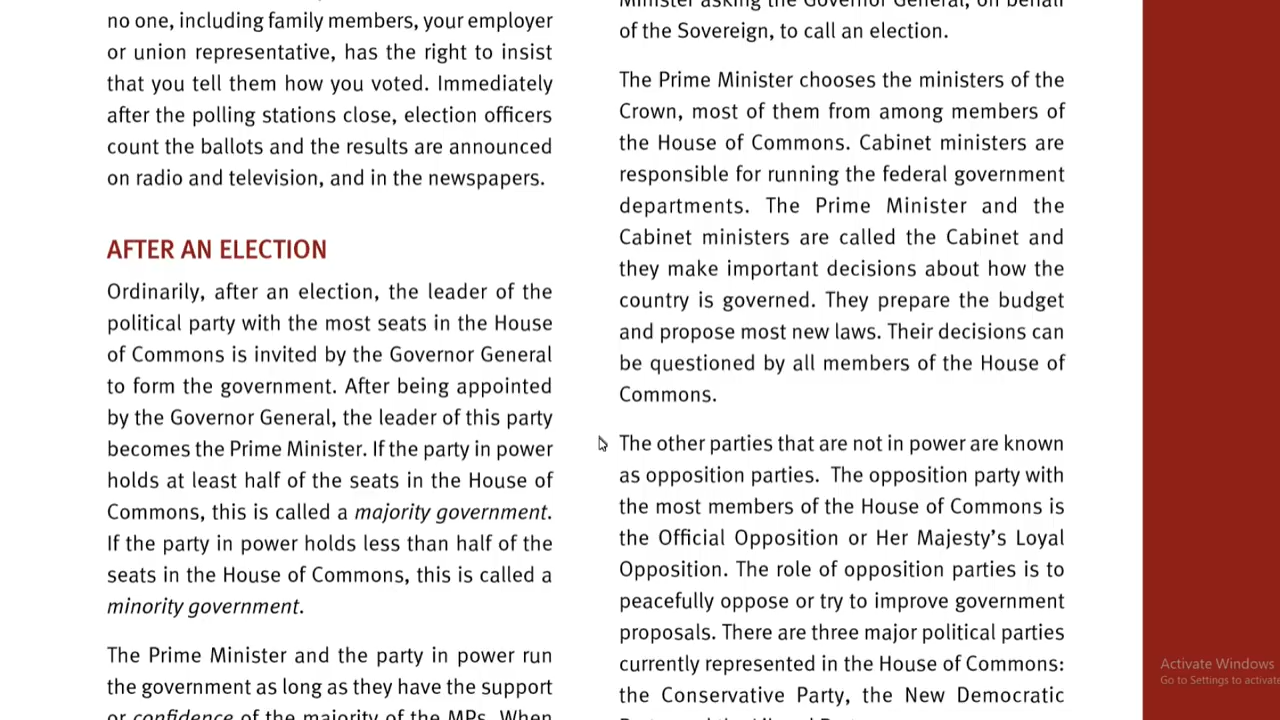 no one, including family members, your employer
or union representative, has the right to insist
that you tell them how you voted. Immediately
after the polling stations close, election officers
count the ballots and the results are announced
on radio and television, and in the newspapers.
AFTER AN ELECTION
Ordinarily, after an election, the leader of the
political party with the most seats in the House
of Commons is invited by the Governor General
to form the government. After being appointed
by the Governor General, the leader of this party
becomes the Prime Minister. If the party in power
holds at least half of the seats in the House of
Commons, this is called a majority government.
If the party in power holds less than half of the
seats in the House of Commons, this is called a
minority government.
The Prime Minister and the party in power run
the government as long as they have the support
or confidence of the majority of the MPs. When
Minister asking the Governor General, on behalf
of the Sovereign, to call an election.
The Prime Minister chooses the ministers of the
Crown, most of them from among members of
the House of Commons. Cabinet ministers are
responsible for running the federal government
departments. The Prime Minister and the
Cabinet ministers are called the Cabinet and
they make important decisions about how the
country is governed. They prepare the budget
and propose most new laws. Their decisions can
be questioned by all members of the House of
Commons.
The other parties that are not in power are known
as opposition parties. The opposition party with
the most members of the House of Commons is
the Official Opposition or Her Majesty’s Loyal
Opposition. The role of opposition parties is to
peacefully oppose or try to improve government
proposals. There are three major political parties
currently represented in the House of Commons:
the Conservative Party, the New Democratic
Activate Windows
Go to Settings to activate